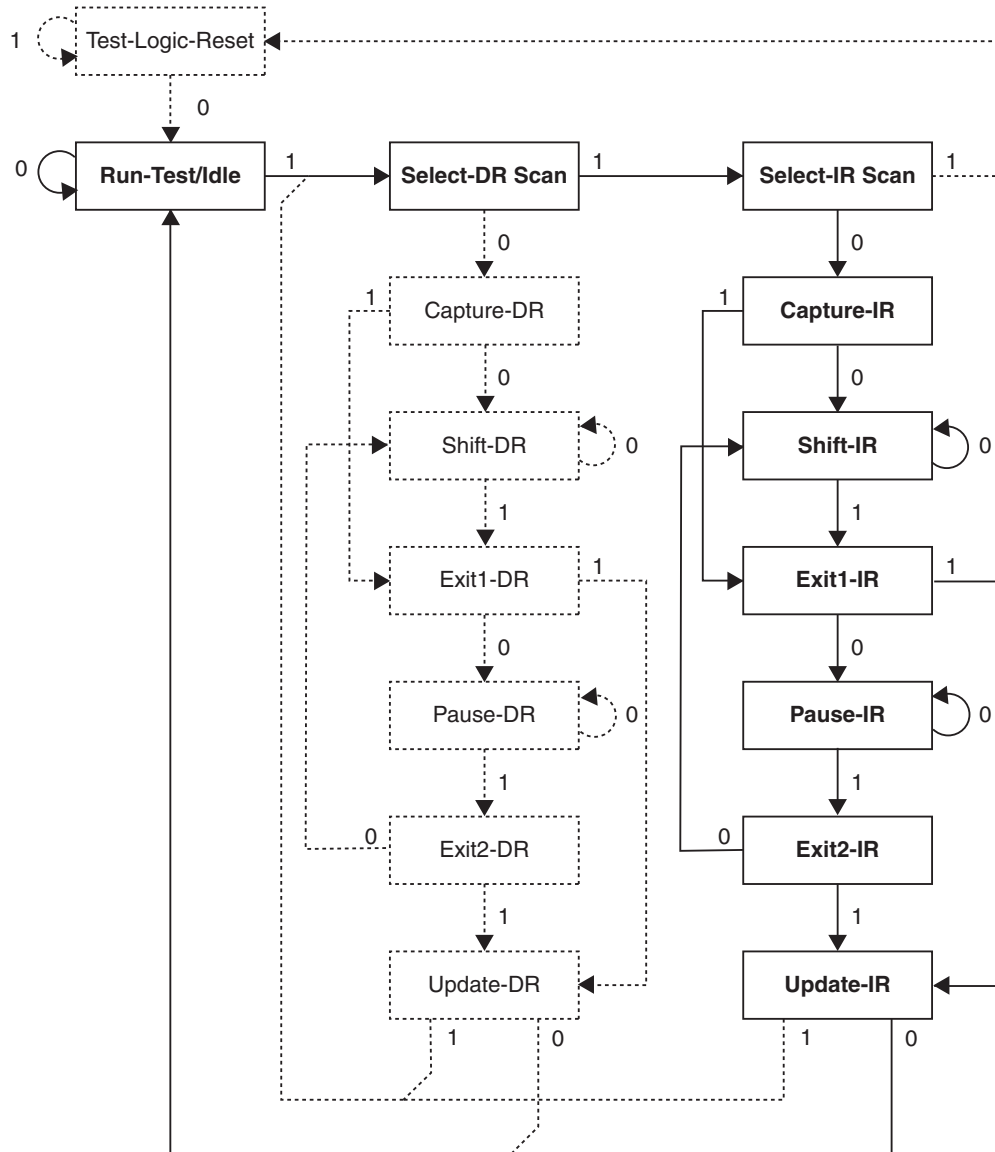 1
Test-Logic-Reset
0
0
Run-Test/Idle
1
Select-DR Scan
1
Select-IR Scan
1
0
0
1
Capture-DR
1
Capture-IR
0
0
Shift-DR
0
Shift-IR
0
1
1
Exit1-DR
1
Exit1-IR
1
0
0
Pause-DR
0
Pause-IR
0
1
1
0
Exit2-DR
0
Exit2-IR
1
1
Update-DR
Update-IR
1
0
1
0